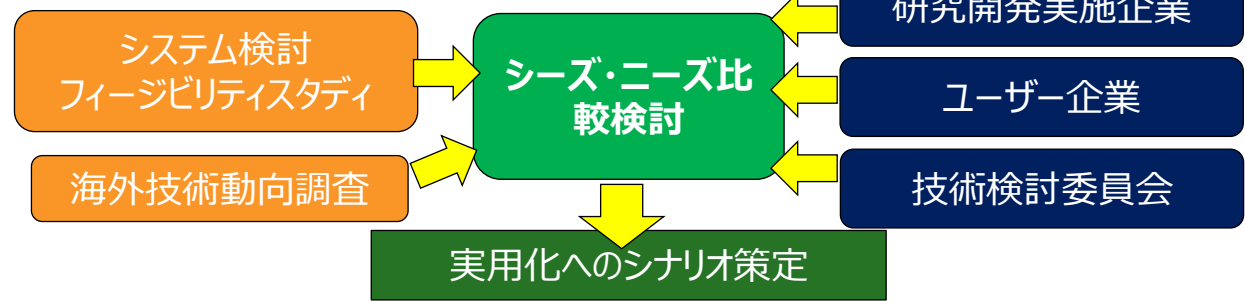 システム検討
フィージビリティスタディ
海外技術動向調査
シーズ・ニーズ比
較検討
研究開発実施企業
ユーザー企業
技術検討委員会
実用化へのシナリオ策定